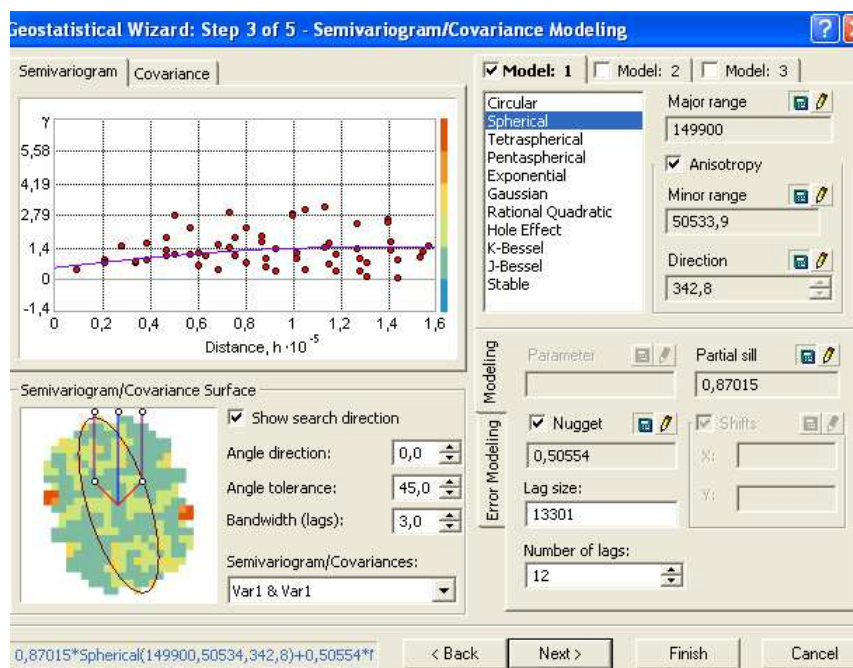 Geostatistical Wizard: Step 3 of 5 - Semivariogram/Covariance Modeling
Semivariogram
Covariance
γ
5,58
4,19
2,79
1,4
0
-1,4
0 0,2 0,4 0,6 0,8 1 1,2 1,4 1,6
Distance, h·10 -5
Semivariogram/Covariance Surface
Show search direction
Angle direction: 0,0
Angle tolerance: 45,0
Bandwidth (lags): 3,0
Semivariogram/Covariances:
Var1 & Var1
Model: 1 Model: 2 Model: 3
Circular
Spherical
Tetraspherical
Pentaspherical
Exponential
Gaussian
Rational Quadratic
Hole Effect
K-Bessel
J-Bessel
Stable
Major range
149900
Anisotropy
Minor range
50533,9
Direction
342,8
Modeling
Error Modeling
Parameter
Partial sill
0,87015
Nugget
0,50554
Shifts
X:
Y:
Lag size:
13301
Number of lags:
12
0,87015*Spherical(149900,50534,342,8)+0,50554*
< Back
Next >
Finish
Cancel